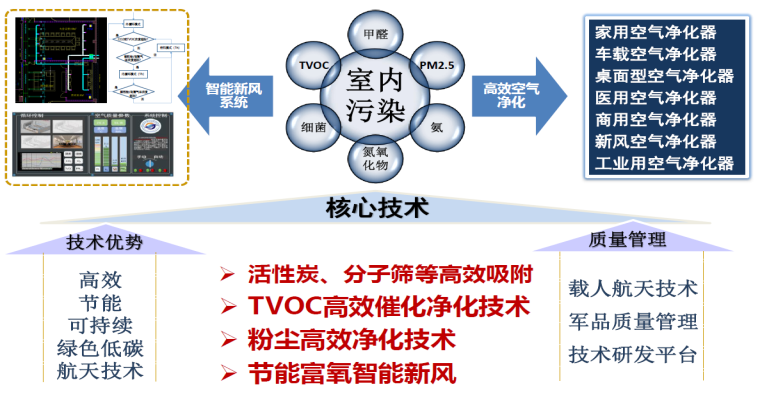 甲醛
TVOC
PM2.5
室内
污染
细菌
氨
氮氧
化物
智能新风
系统
高效空气
净化
家用空气净化器
车载空气净化器
桌面型空气净化器
医用空气净化器
商用空气净化器
新风空气净化器
工业用空气净化器
核心技术
技术优势
高效
节能
可持续
绿色低碳
航天技术
活性炭、分子筛等高效吸附
TVOC高效催化净化技术
粉尘高效净化技术
节能富氧智能新风
质量管理
载人航天技术
军品质量管理
技术研发平台